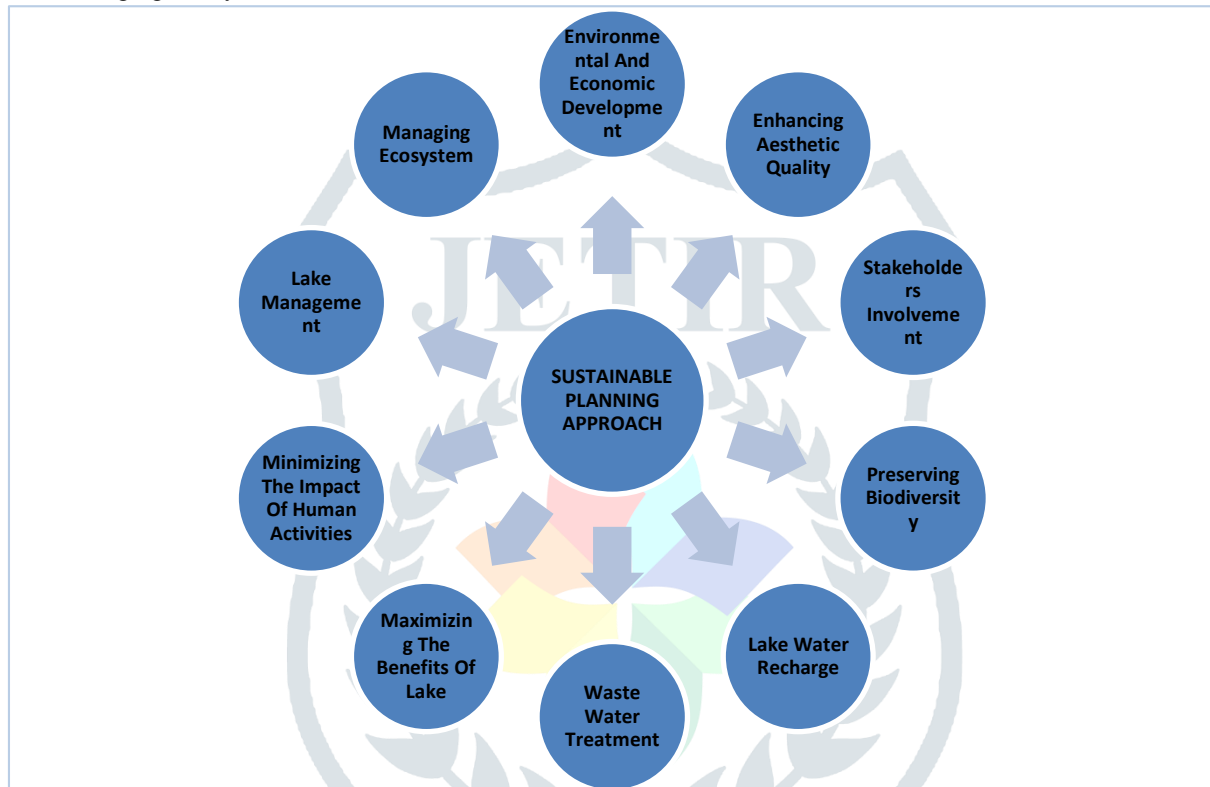 Environme
ntal And
Economic
Developme
nt
Enhancing
Aesthetic
Quality
Stakeholde
rs
Involveme
nt
Preserving
Biodiversit
y
Lake Water
Recharge
Waste
Water
Treatment
Maximizin
g The
Benefits Of
Lake
Minimizing
The Impact
Of Human
Activities
Lake
Manageme
nt
Managing
Ecosystem
SUSTAINABLE
PLANNING
APPROACH
JETIR